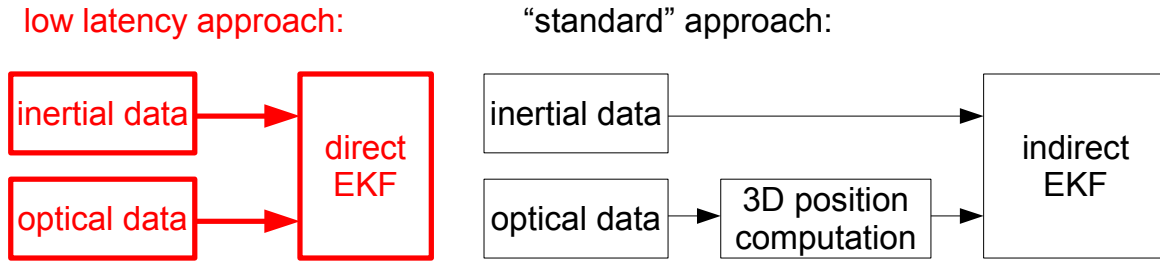 low latency approach:
“standard” approach:
inertial data
optical data
direct
EKF
inertial data
optical data
3D position
computation
indirect
EKF